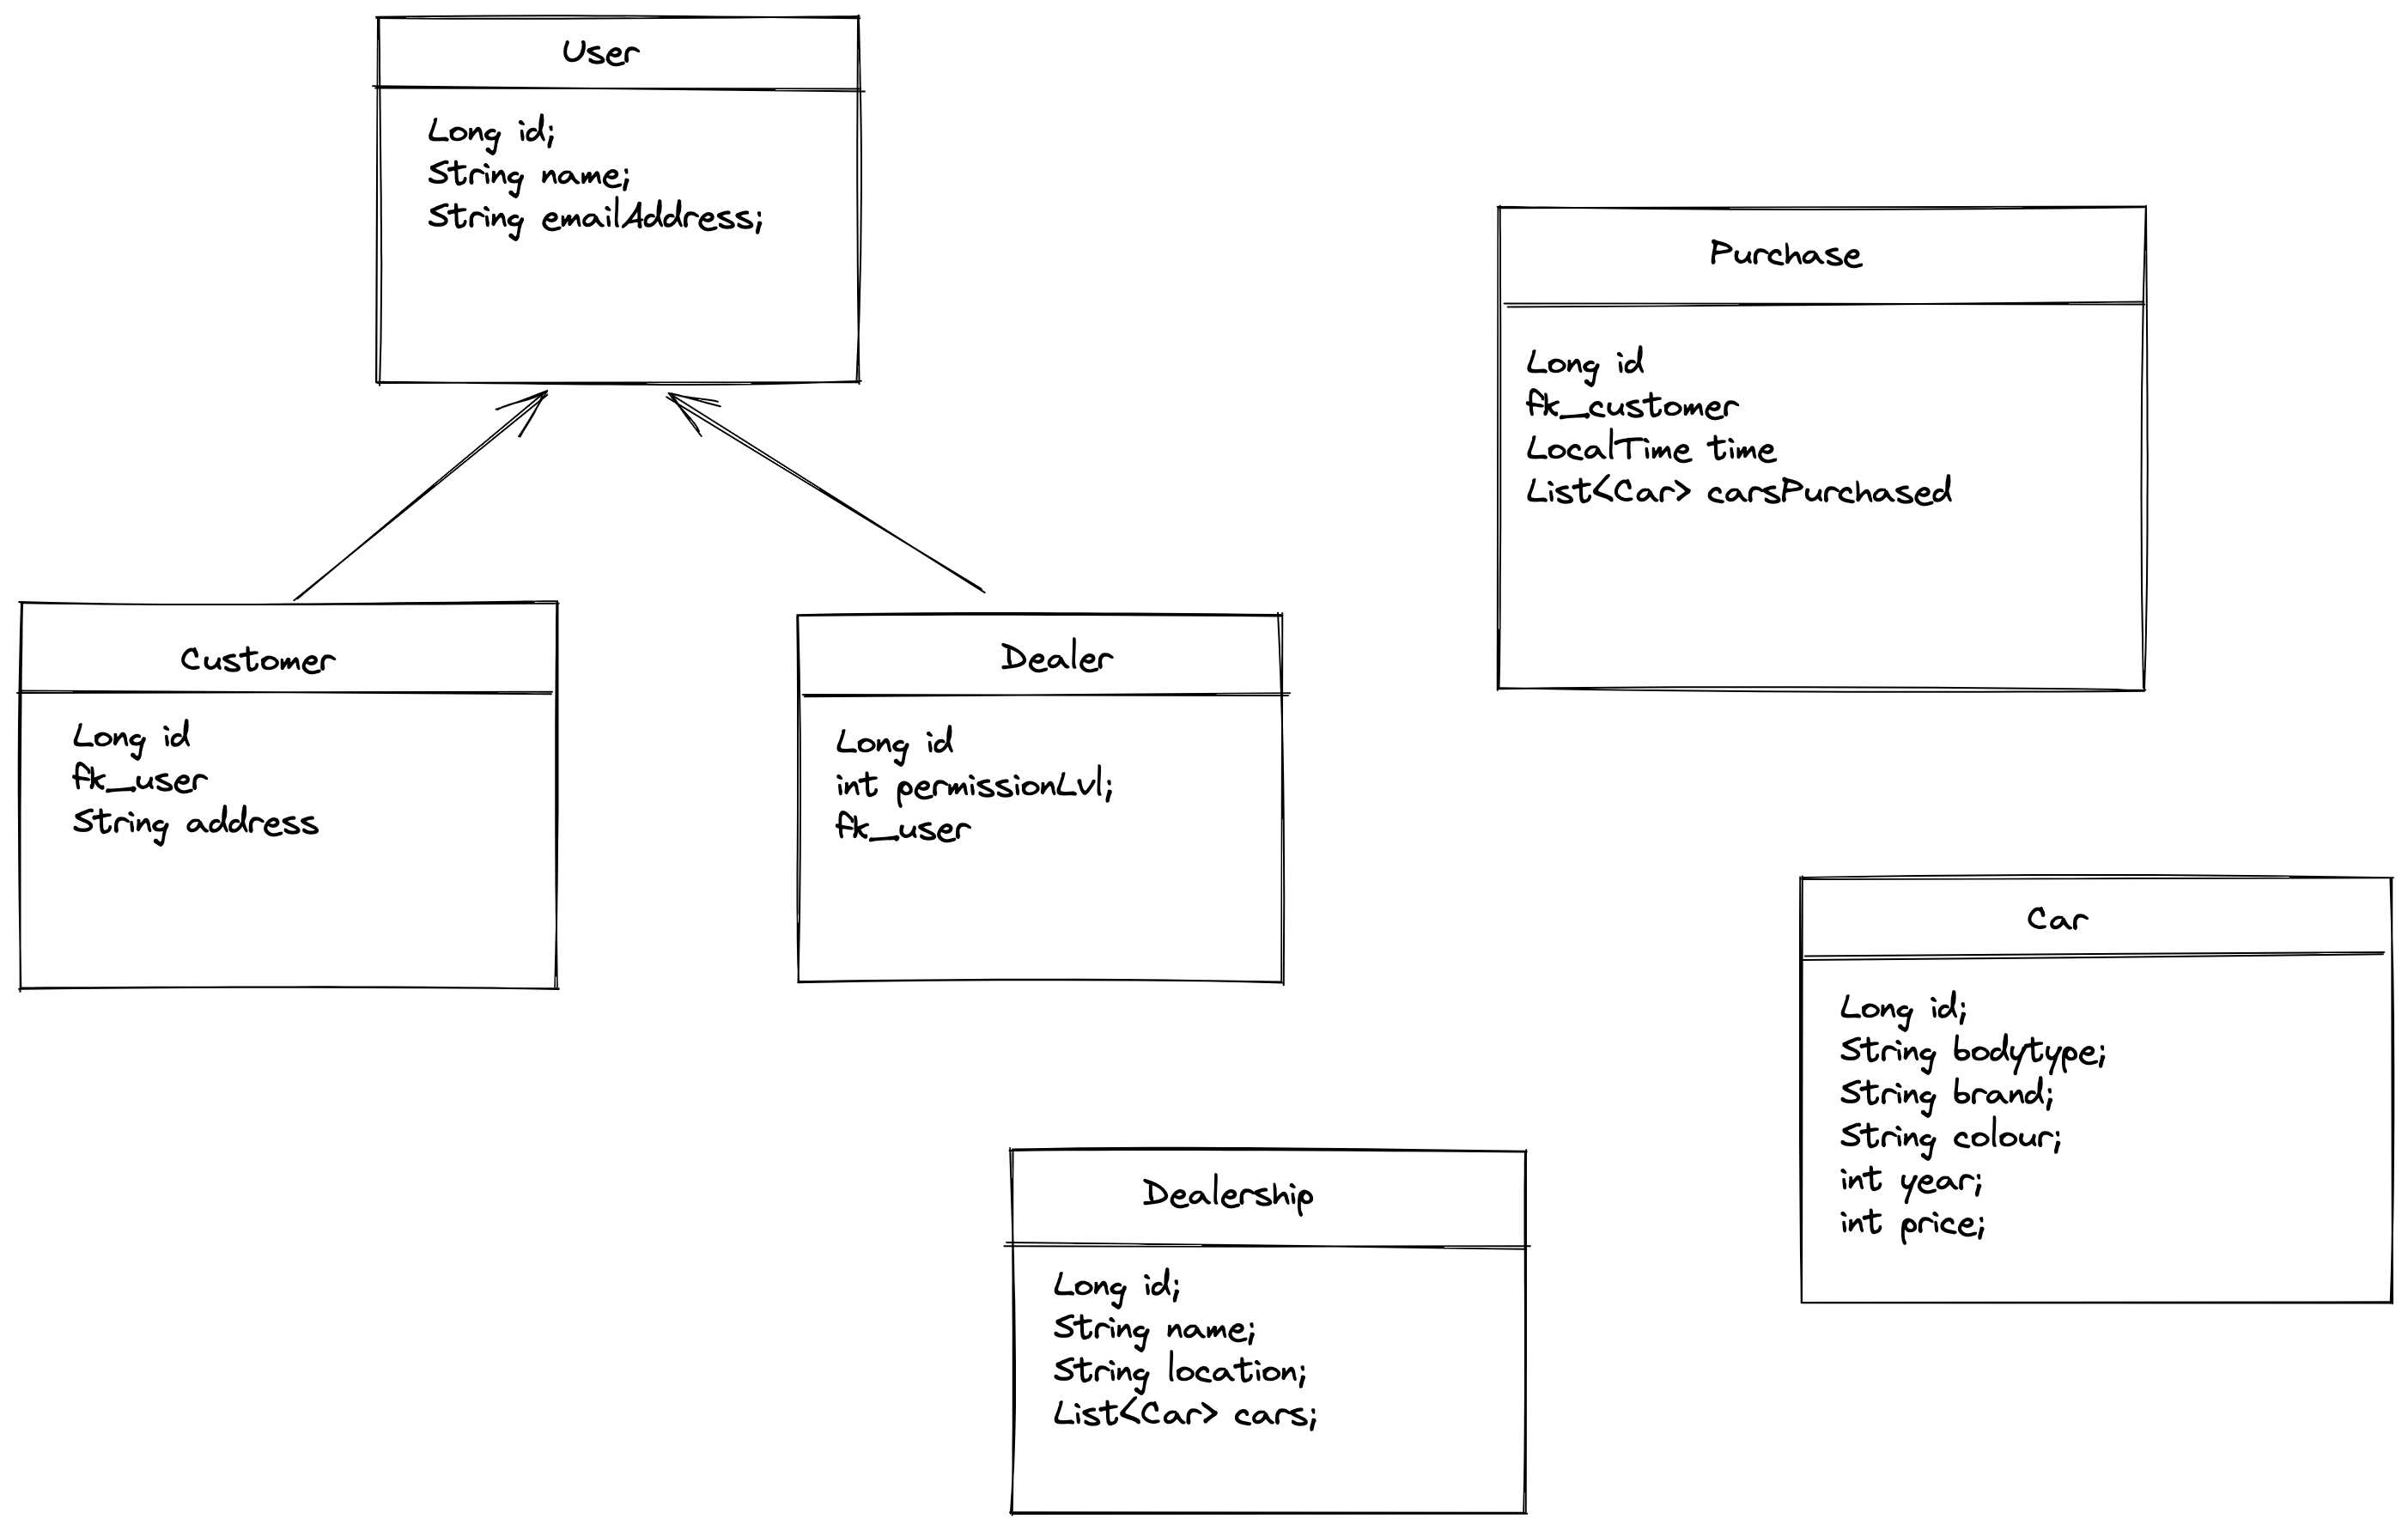 User
Long id;
String name;
String emailAddress;
Purchase
Long id
fk_customer
LocalTime time
List<Car> carsPurchased
Customer
Long id
fk_user
String address
Dealer
Long id
int permissionLvl;
fk_user
Car
Long id;
String bodytype;
String brand;
String colour;
int year;
int price;
Dealership
Long id;
String name;
String location;
List<Car> cars;